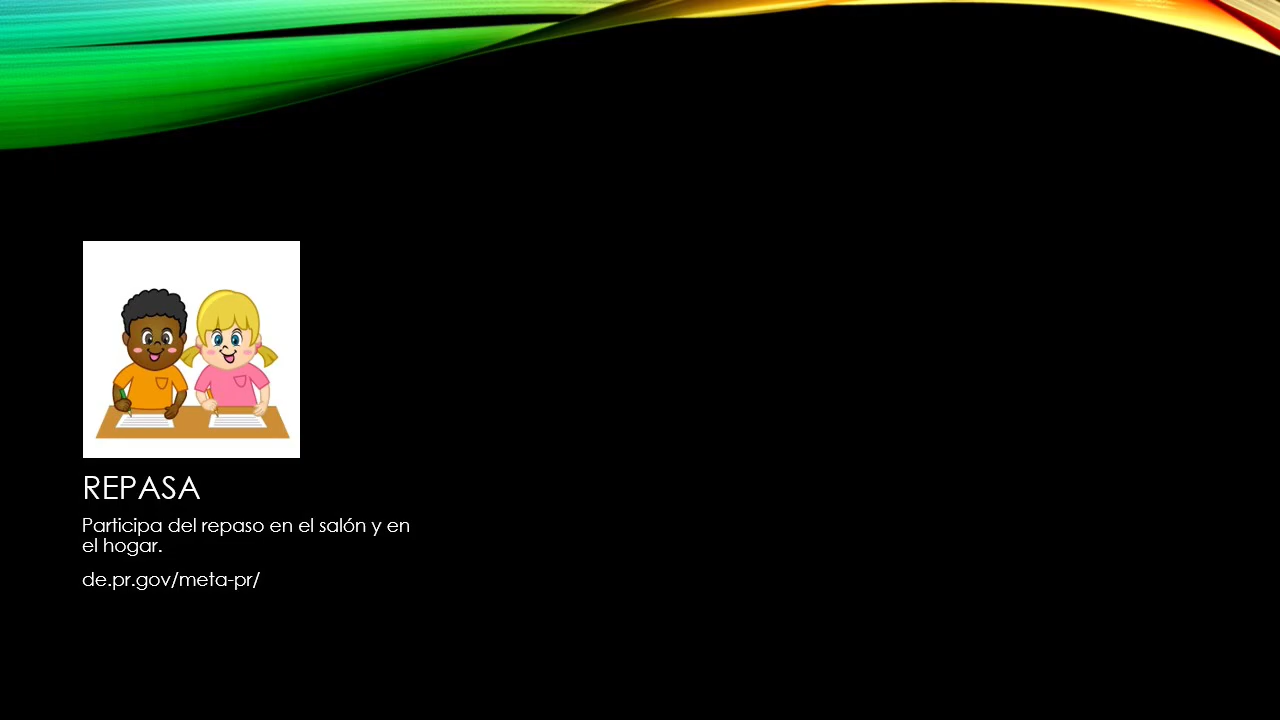 REPASA
Participa del repaso en el salón y en
el hogar.
de.pr.gov/meta-pr/